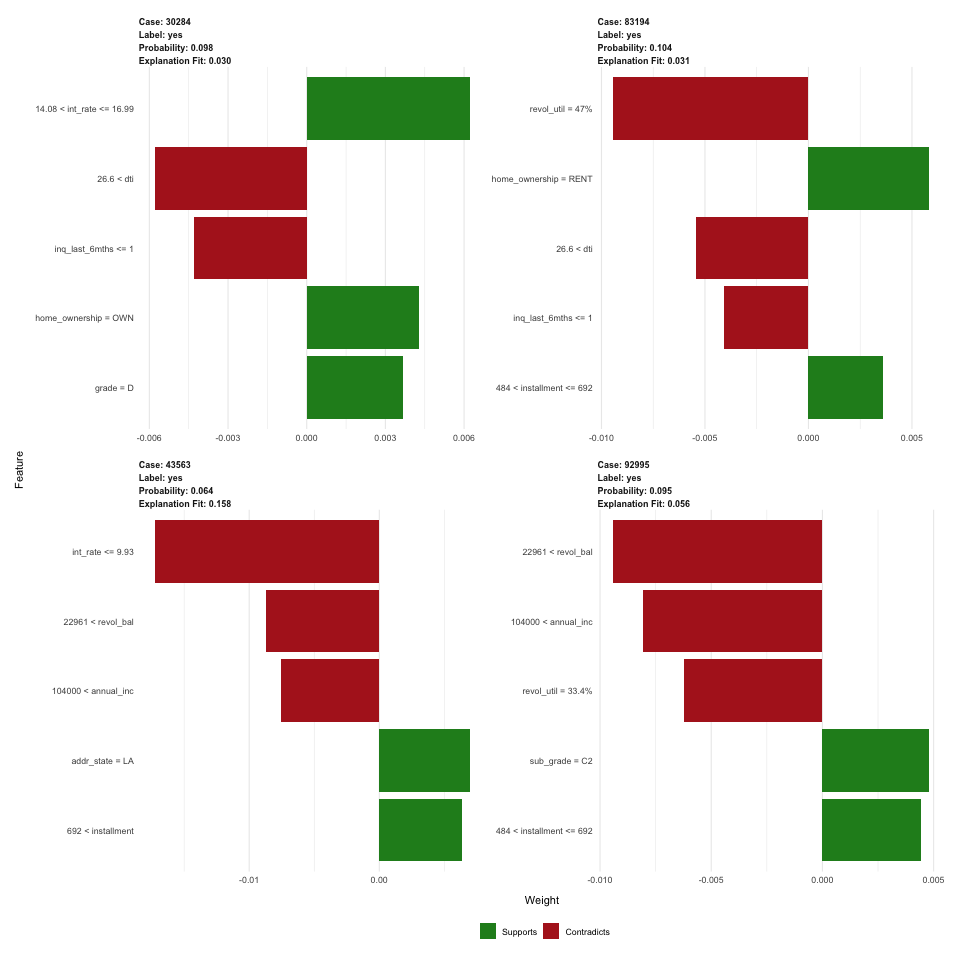 Case: 30284
Label: yes
Probability: 0.098
Explanation Fit: 0.030
14.08 < int_rate <= 16.99
26.6 < dti
inq_last_6mths <= 1
home_ownership = OWN
grade = D
-0.006 -0.003 0.000 0.003 0.006
Case: 83194
Label: yes
Probability: 0.104
Explanation Fit: 0.031
revol_util = 47%
home_ownership = RENT
26.6 < dti
inq_last_6mths <= 1
484 < installment <= 692
-0.010 -0.005 0.000 0.005
Feature
Case: 43563
Label: yes
Probability: 0.064
Explanation Fit: 0.158
int_rate <= 9.93
22961 < revol_bal
104000 < annual_inc
addr_state = LA
692 < installment
-0.01 0.00
Case: 92995
Label: yes
Probability: 0.095
Explanation Fit: 0.056
22961 < revol_bal
104000 < annual_inc
revol_util = 33.4%
sub_grade = C2
484 < installment <= 692
-0.010 -0.005 0.000 0.005
Weight
Supports Contradicts